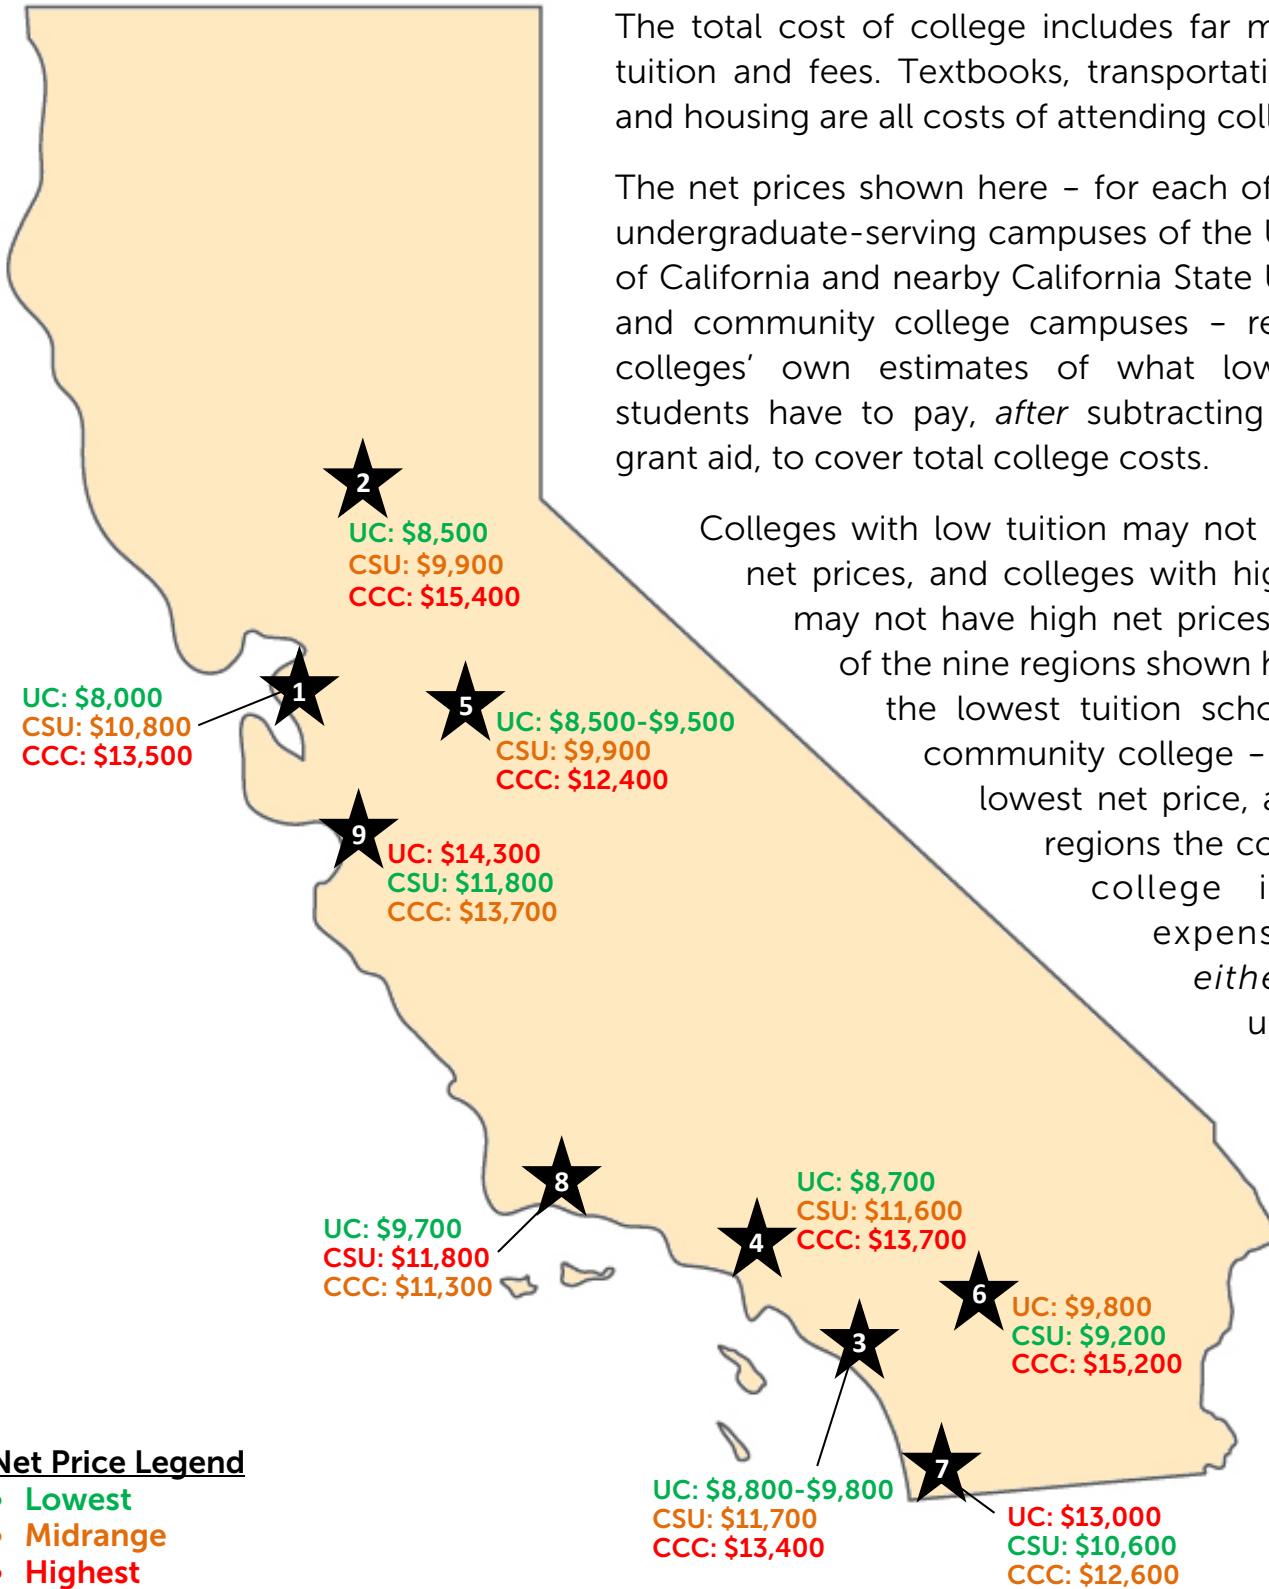 The total cost of college includes far
tuition and fees. Textbooks,
and housing are all costs of attending
The net prices shown here – for each of
undergraduate-serving campuses of the
of California and nearby California State
and community college campuses –
colleges’ own estimates of what
students have to pay, after subtracting
grant aid, to cover total college costs.
Colleges with low tuition may not
net prices, and colleges with
may not have high net prices
of the nine regions shown
the lowest tuition
community college –
lowest net price,
regions the
college
2
UC: $8,500
CSU: $9,900
CCC: $15,400
1
UC: $8,000
CSU: $10,800
CCC: $13,500
5
UC: $8,500-$9,500
CSU: $9,900
CCC: $12,400
9
UC: $14,300
CSU: $11,800
CCC: $13,700
8
UC: $9,700
CSU: $11,800
CCC: $11,300
4
UC: $8,700
CSU: $11,600
CCC: $13,700
6
UC: $9,800
CSU: $9,200
CCC: $15,200
3
UC: $8,800-$9,800
CSU: $11,700
CCC: $13,400
7
UC: $13,000
CSU: $10,600
CCC: $12,600
Net Price Legend
• Lowest
• Midrange
• Highest